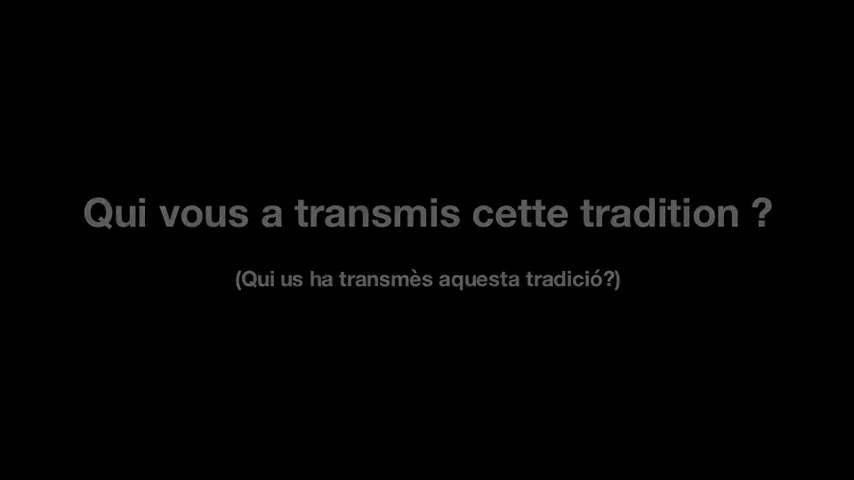 Qui vous a transmis cette tradition ?
(Qui us ha transmès aquesta tradició?)